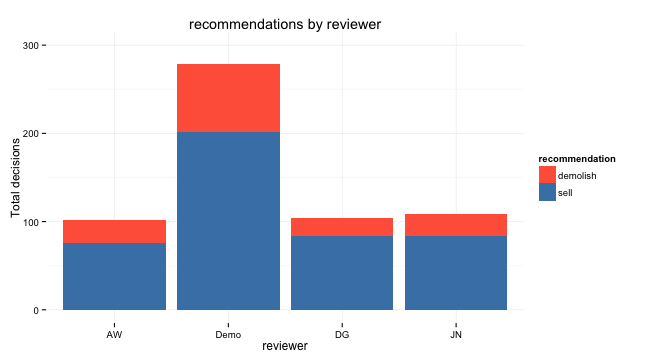 recommendations by reviewer
300
200
100
0
Total decisions
AW
Demo
DG
JN
reviewer
recommendation
demolish
sell